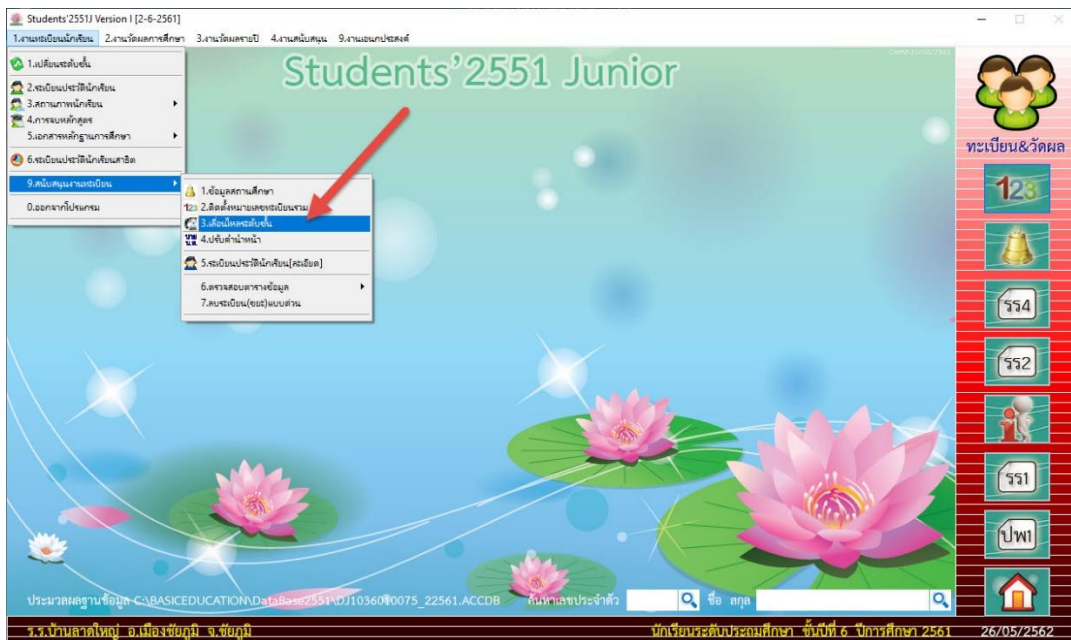 Students'2551J Version I [2-6-2561]
1.งานทะเบียนนักเรียน 2.งานวัดผลการศึกษา 3.งานวัดผลรายปี 4.งานสนับสนุน 9.งานเอนกประสงค์
Students'2551 Junior
1.เปลี่ยนระดับชั้น
2.ระเบียนประวัตินักเรียน
3.สถานภาพนักเรียน
4.การจบหลักสูตร
5.เอกสารหลักฐานการศึกษา
6.ระเบียนประวัตินักเรียนสาธิต
9.สนับสนุนงานทะเบียน
0.ออกจากโปรแกรม
1.ข้อมูลสถานศึกษา
123 2.ติดตั้งหมายเลขทะเบียนรวม
3.เลื่อนไหลระดับชั้น
4.ปรับคำนำหน้า
5.ระเบียนประวัตินักเรียน[ละเอียด]
6.ตรวจสอบตารางข้อมูล
7.ลบระเบียน(ขยะ)แบบด่วน
ทะเบียน&วัดผล
123
รร4
รร2
รร1
ปพ1
ประมวลผลฐานข้อมูล C:\BASICEDUCATION\DataBase2551\DJ1036010075_22561.ACCDB ค้นหาเลขประจำตัว ชื่อ สกุล
ร.ร.บ้านลาดใหญ่ อ.เมืองชัยภูมิ จ.ชัยภูมิ นักเรียนระดับประถมศึกษา ชั้นปีที่ 6 ปีการศึกษา 2561 26/05/2562